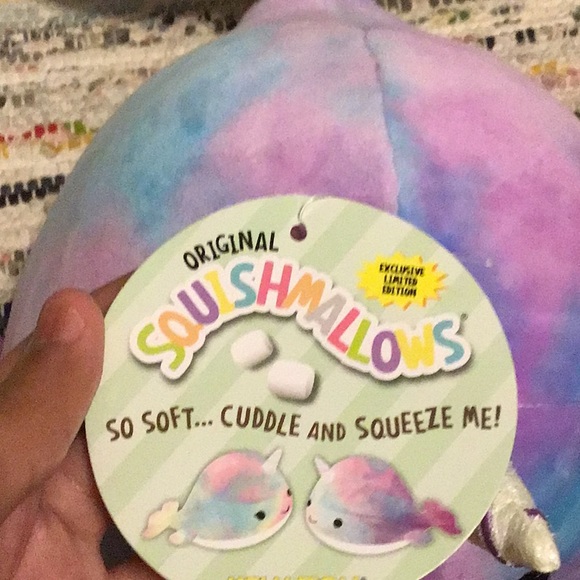 ORIGINAL
SQUISHMALLOWS
EXCLUSIVE
LIMITED
EDITION
SO SOFT... CUDDLE AND SQUEEZE ME!